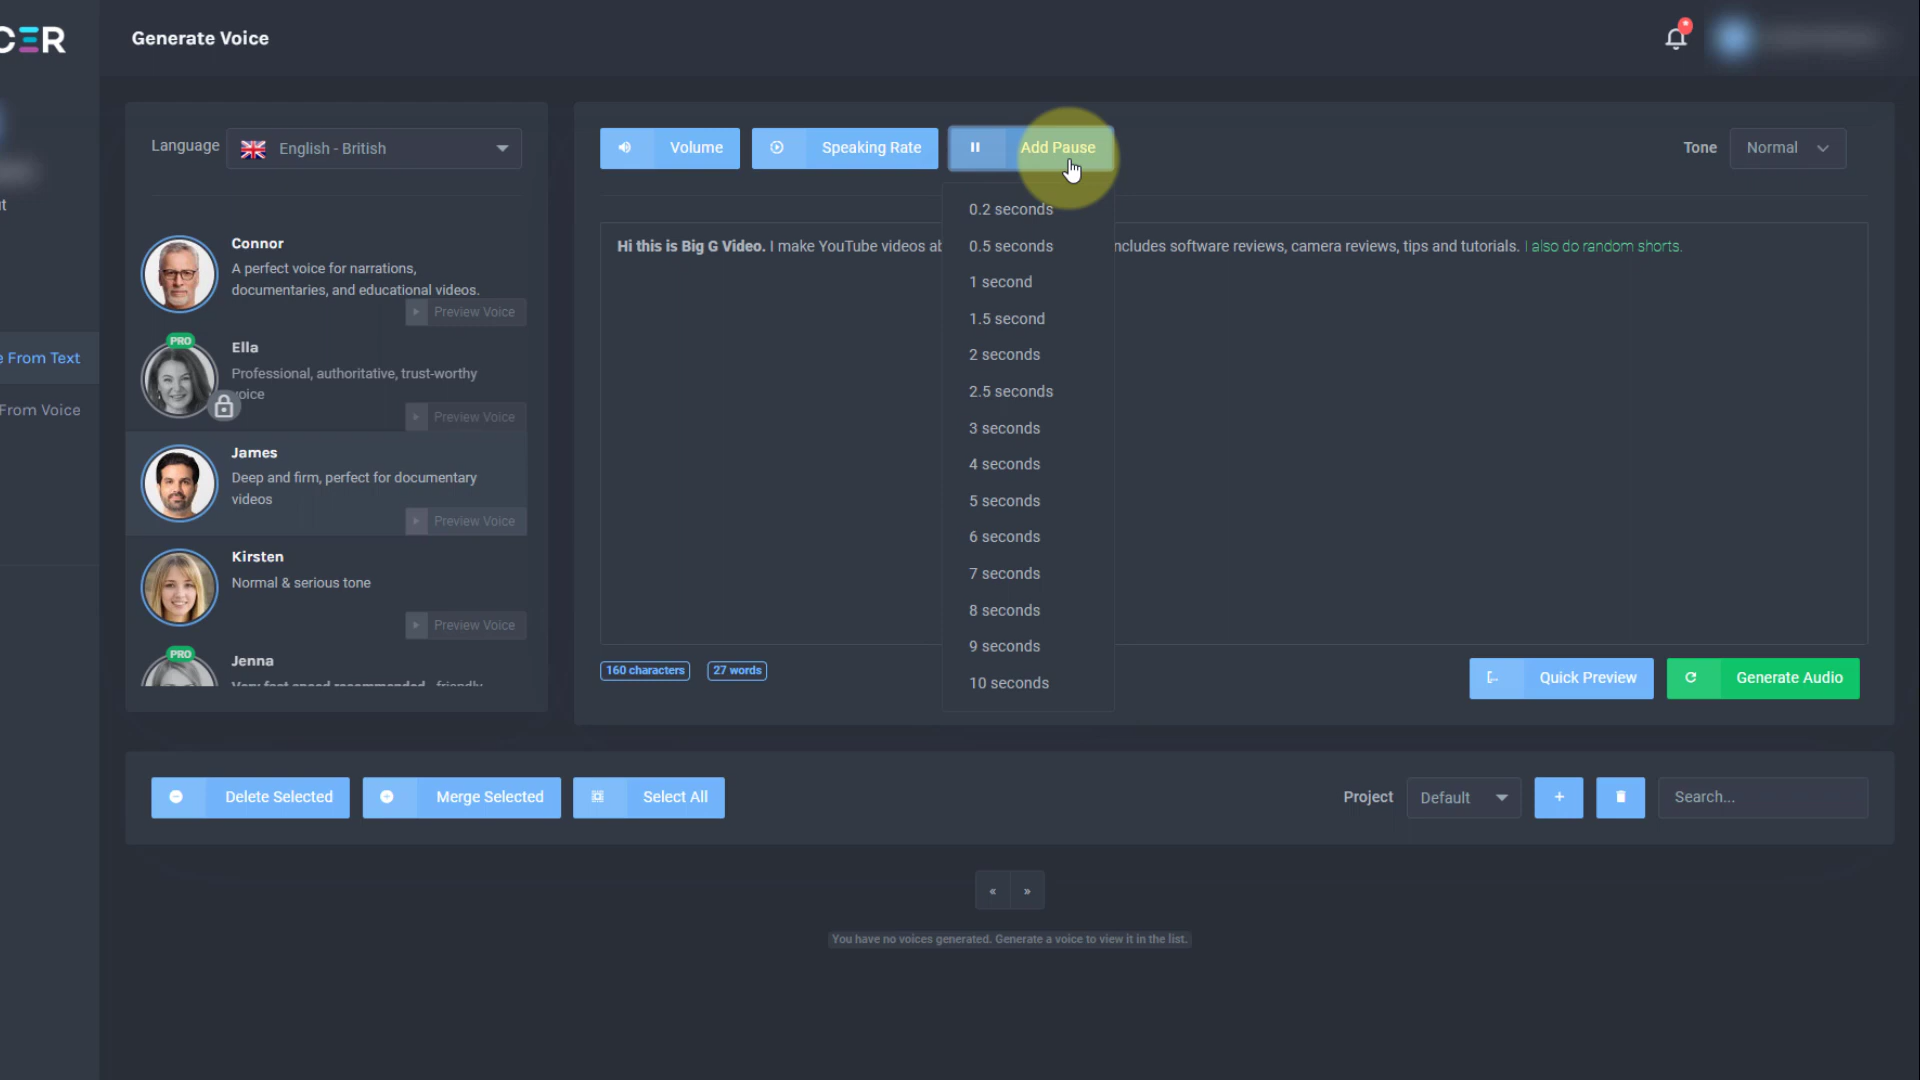 CER
Generate Voice
Language
English - British
Volume
Speaking Rate
Add Pause
Tone
Normal
0.2 seconds
0.5 seconds
1 second
1.5 second
2 seconds
2.5 seconds
3 seconds
4 seconds
5 seconds
6 seconds
7 seconds
8 seconds
9 seconds
10 seconds
Hi this is Big G Video. I make YouTube videos ab
ncludes software reviews, camera reviews, tips and tutorials. I also do random shorts.
Connor
A perfect voice for narrations,
documentaries, and educational videos.
Preview Voice
PRO
Ella
Professional, authoritative, trust-worthy
voice
Preview Voice
James
Deep and firm, perfect for documentary
videos
Preview Voice
Kirsten
Normal & serious tone
Preview Voice
PRO
Jenna
Very fast speed recommended - friendly
t
e From Text
From Voice
160 characters
27 words
Quick Preview
Generate Audio
Delete Selected
Merge Selected
Select All
Project
Default
+
Search...
«
»
You have no voices generated. Generate a voice to view it in the list.